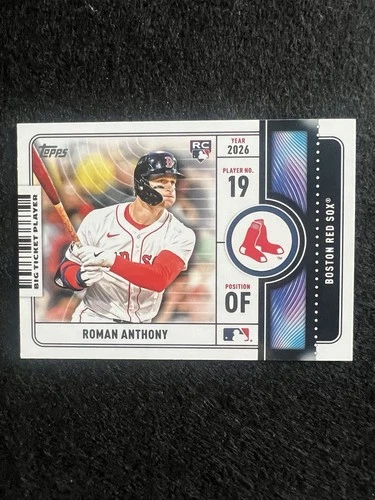 Topps
RC
YEAR
2026
PLAYER NO.
19
POSITION
OF
BIG TICKET PLAYER
ROMAN ANTHONY
BOSTON RED SOX®